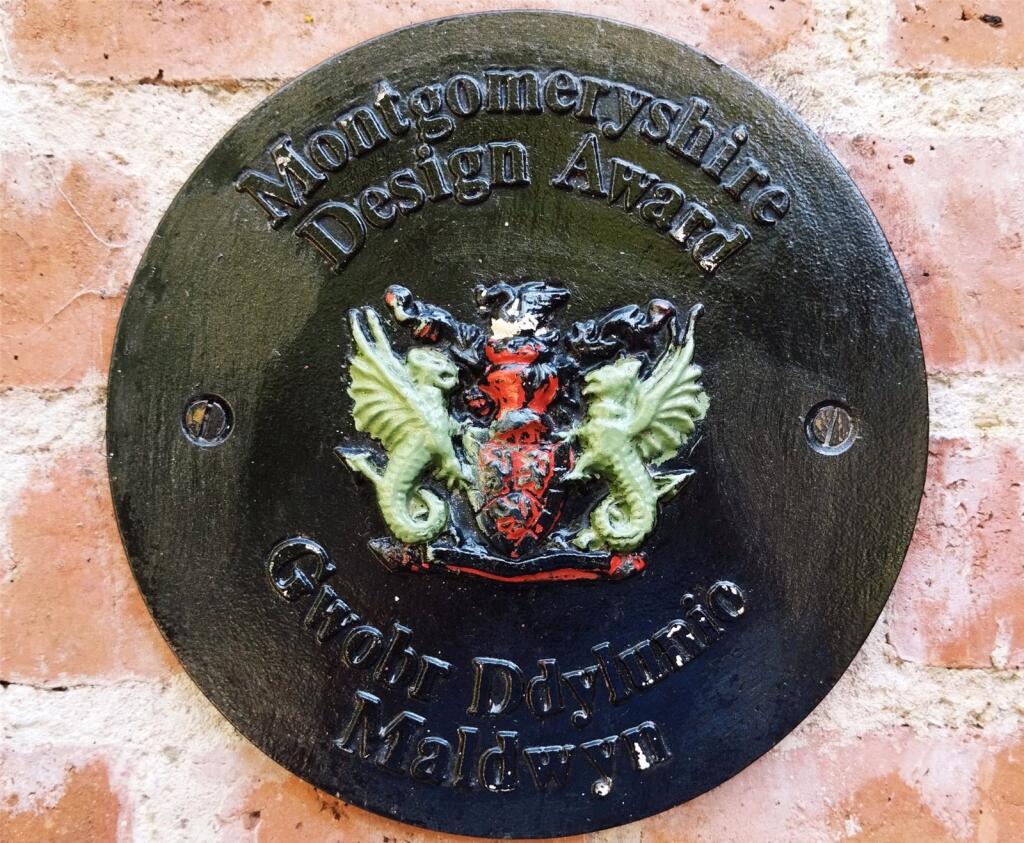 Montgomeryshire
Design Award
Gwobr Ddylunio
Maldwyn